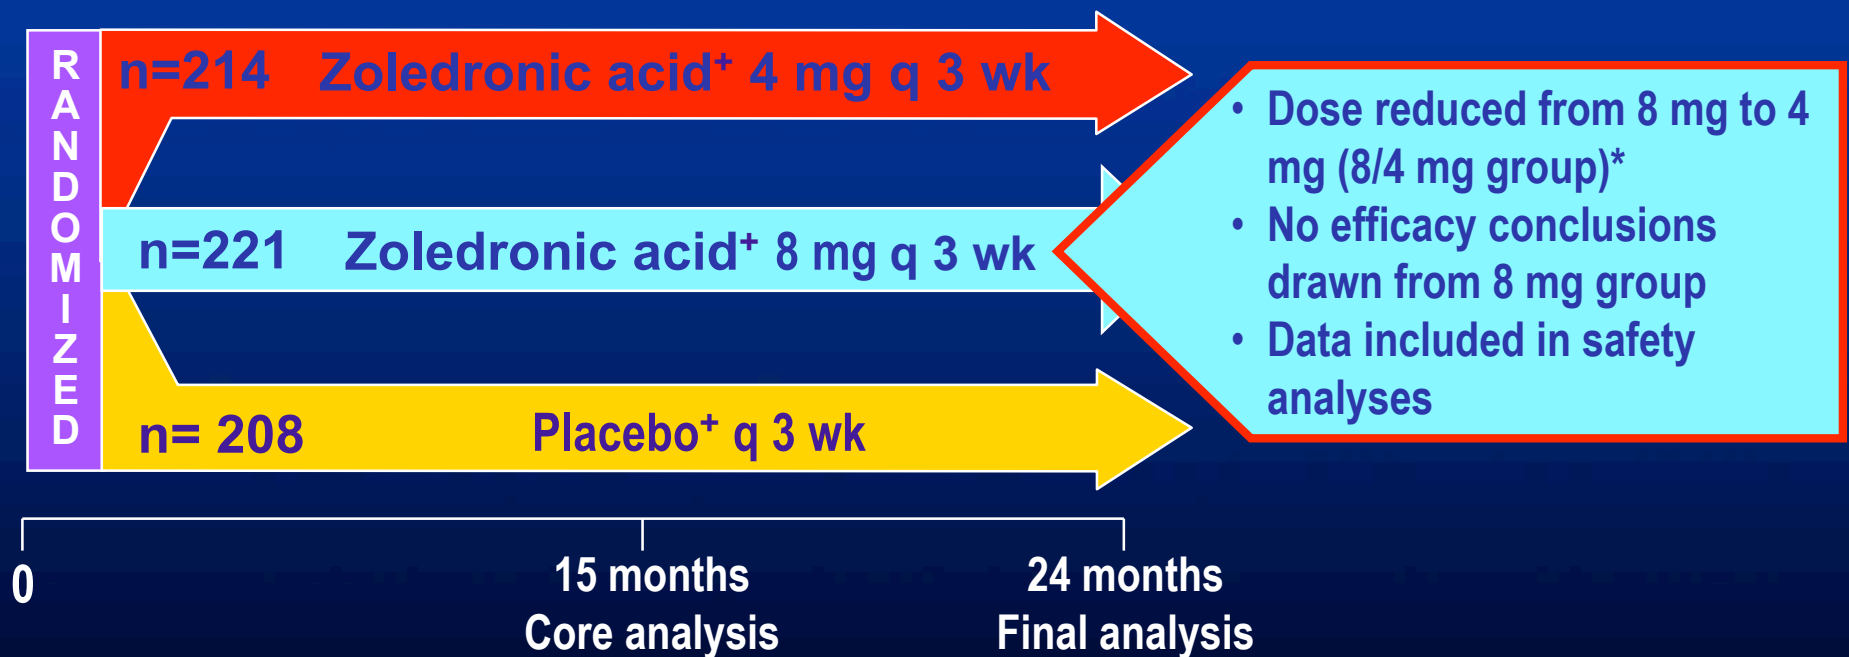 RANDOMIZED
n=214 Zoledronic acid⁺ 4 mg q 3 wk
n=221 Zoledronic acid⁺ 8 mg q 3 wk
n= 208 Placebo⁺ q 3 wk
• Dose reduced from 8 mg to 4
mg (8/4 mg group)*
• No efficacy conclusions
drawn from 8 mg group
• Data included in safety
analyses
0
15 months
Core analysis
24 months
Final analysis